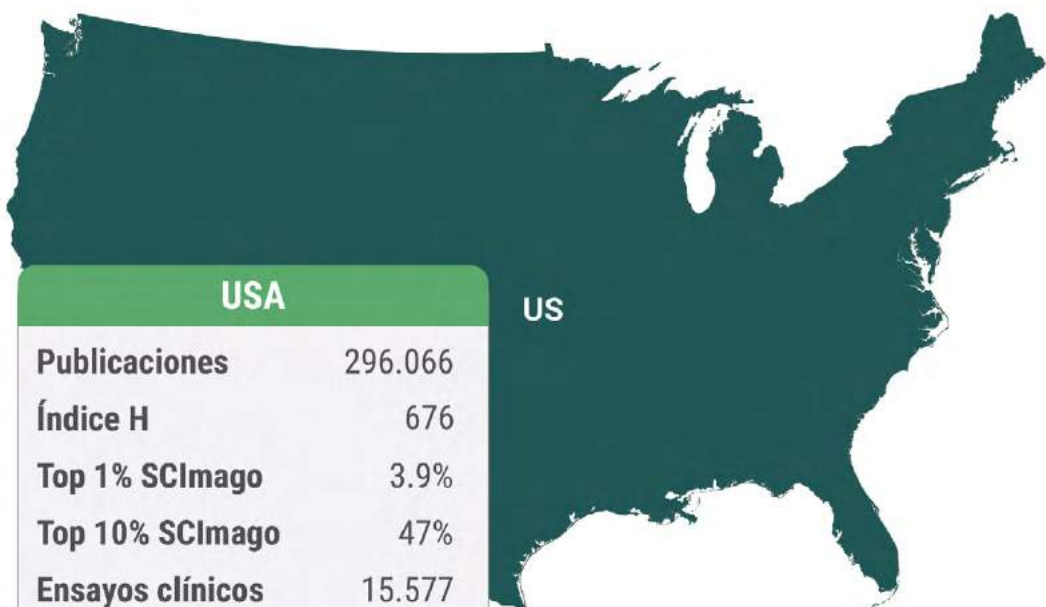 USA
US
Publicaciones 296.066
Índice H 676
Top 1% SCImago 3.9%
Top 10% SCImago 47%
Ensayos clínicos 15.577